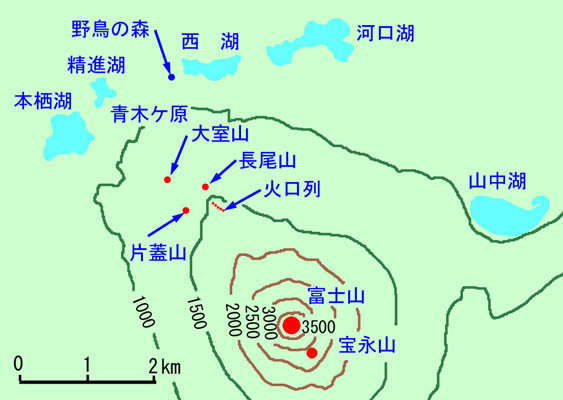 野鳥の森
西　湖
河口湖
精進湖
本栖湖
青木ケ原
大室山
長尾山
火口列
山中湖
片蓋山
富士山
3500
宝永山
1000
1500
2000
2500
3000
0 1 2 km